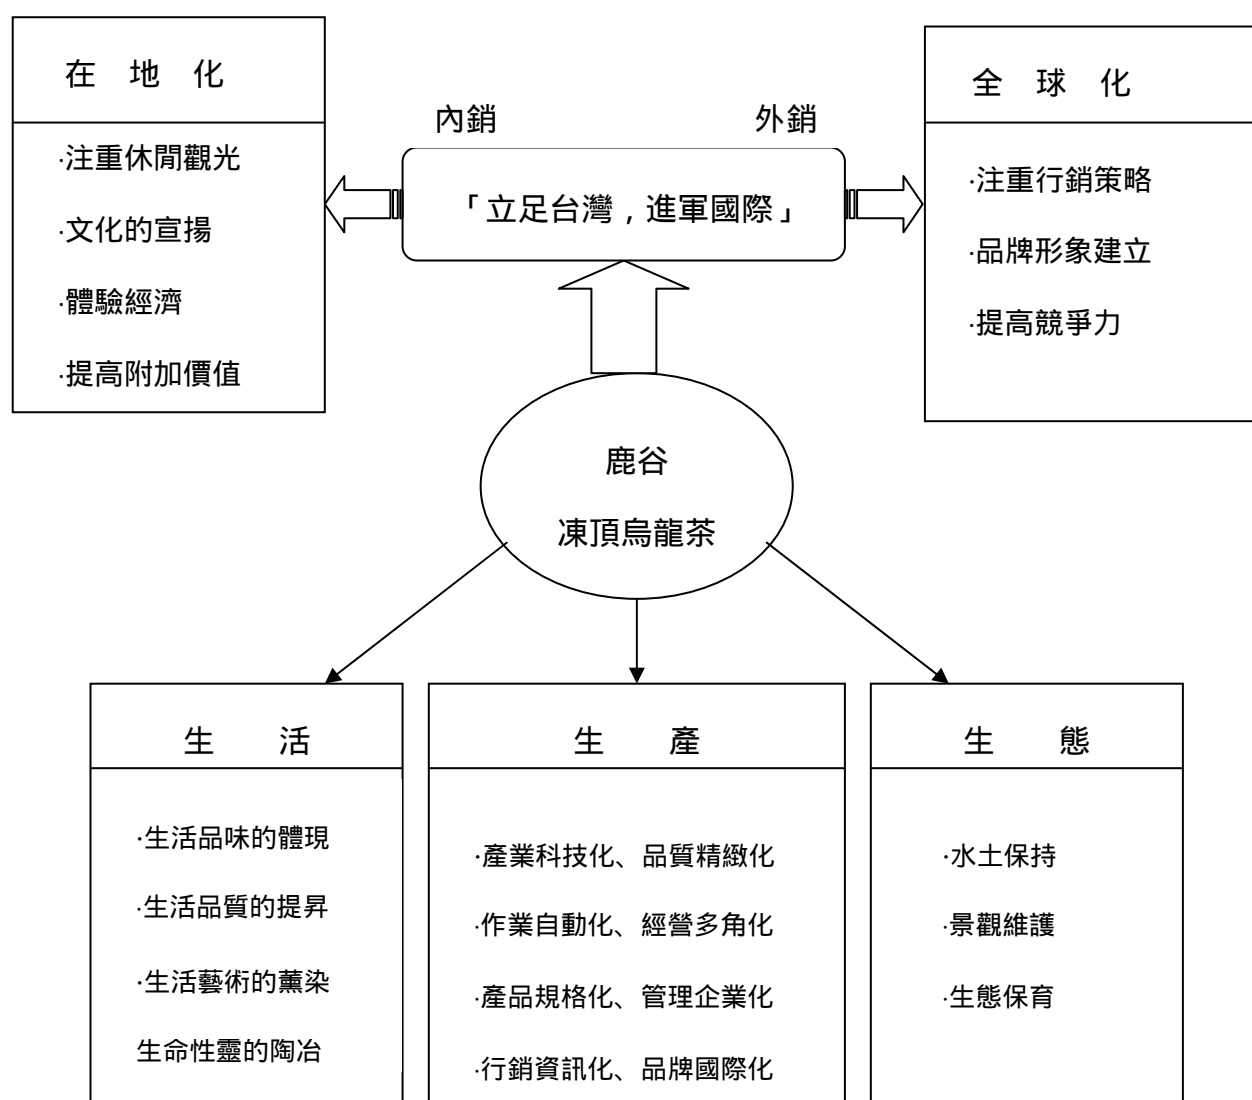 在 地 化
·注重休閒觀光
·文化的宣揚
·體驗經濟
·提高附加價值
內銷
外銷
「立足台灣,進軍國際」
全 球 化
·注重行銷策略
·品牌形象建立
·提高競爭力
鹿谷
凍頂烏龍茶
生 活
·生活品味的體現
·生活品質的提昇
·生活藝術的薰染
生命性靈的陶冶
生 產
·產業科技化、品質精緻化
·作業自動化、經營多角化
·產品規格化、管理企業化
·行銷資訊化、品牌國際化
生 態
·水土保持
·景觀維護
·生態保育